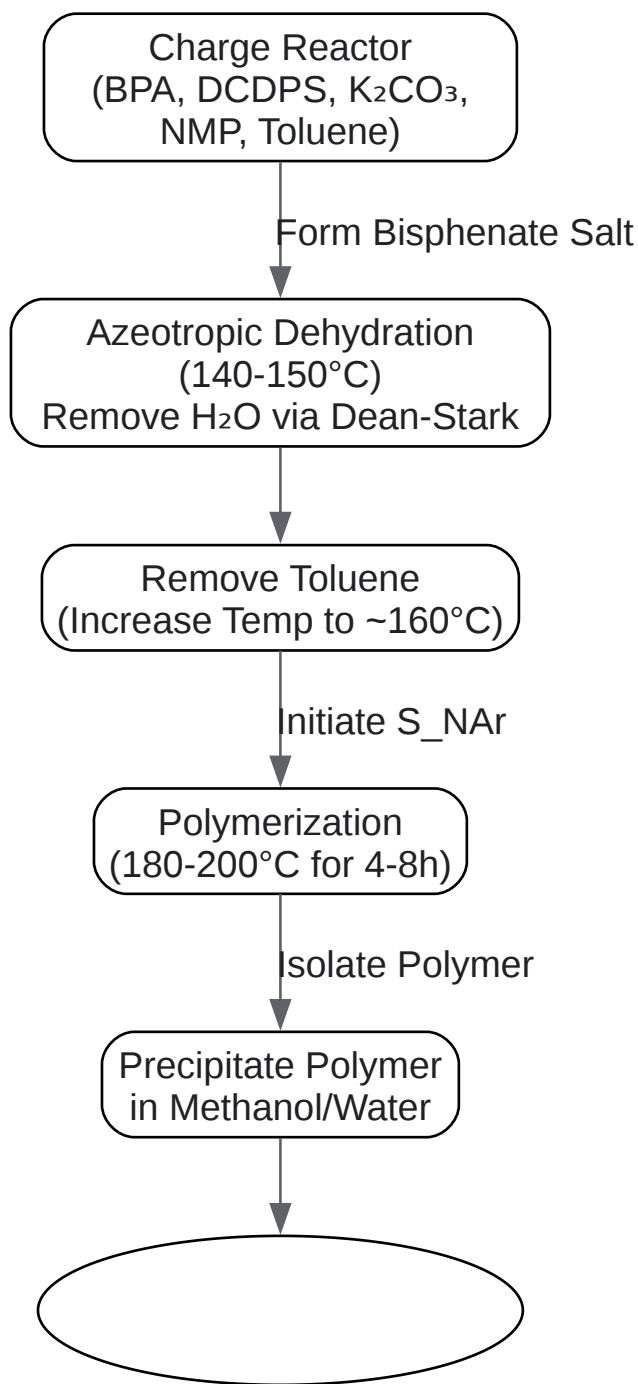 Charge Reactor
(BPA, DCDPS, K₂CO₃,
NMP, Toluene)
Form Bisphenate Salt
Azeotropic Dehydration
(140-150°C)
Remove H₂O via Dean-Stark
Remove Toluene
(Increase Temp to ~160°C)
Initiate S_NAr
Polymerization
(180-200°C for 4-8h)
Isolate Polymer
Precipitate Polymer
in Methanol/Water